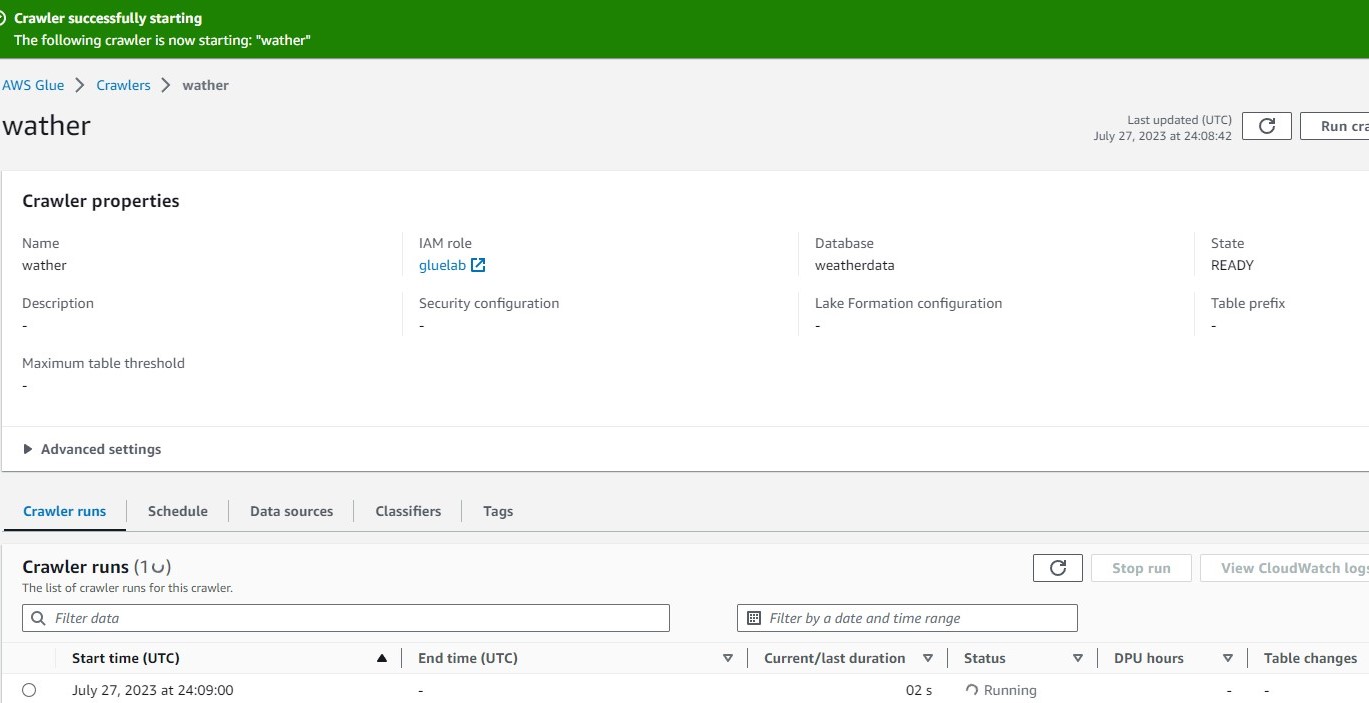 Crawler successfully starting
The following crawler is now starting: "wather"
AWS Glue > Crawlers > wather
wather
Last updated (UTC)
July 27, 2023 at 24:08:42
Run cra
Crawler properties
Name
wather
IAM role
gluelab
Database
weatherdata
State
READY
Description
-
Security configuration
-
Lake Formation configuration
-
Table prefix
-
Maximum table threshold
-
Advanced settings
Crawler runs Schedule Data sources Classifiers Tags
Crawler runs (1)
The list of crawler runs for this crawler.
Stop run
View CloudWatch logs
Filter data
Filter by a date and time range
Start time (UTC) End time (UTC) Current/last duration Status DPU hours Table changes
July 27, 2023 at 24:09:00 - 02 s Running - -